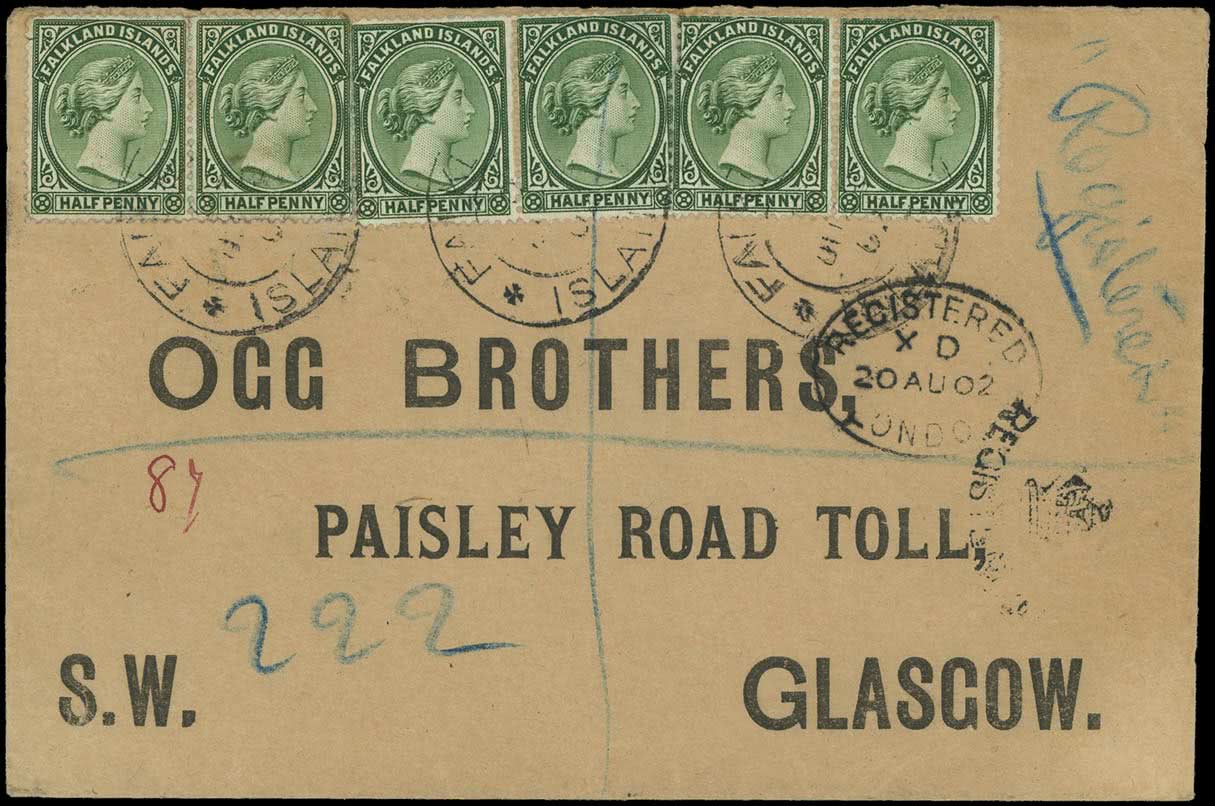 FALKLAND ISLANDS. FALKLAND ISLANDS. FALKLAND ISLANDS. FALKLAND ISLANDS. FALKLAND ISLANDS. FALKLAND ISLANDS.
HALFPENNY HALFPENNY HALFPENNY HALFPENNY HALFPENNY HALFPENNY
"Registered"
REGISTERED
X D
20 AU 02
LONDON
OGG BROTHERS,
87
PAISLEY ROAD TOLL,
222
S.W. GLASGOW.